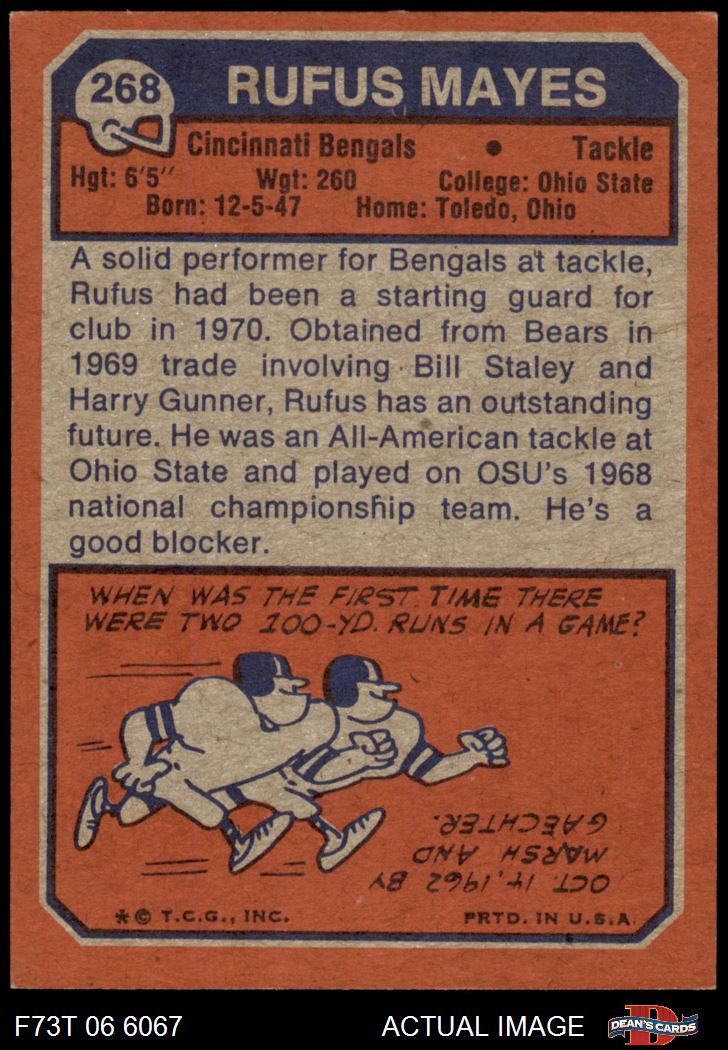 268
RUFUS MAYES
Cincinnati Bengals • Tackle
Hgt: 6'5" Wgt: 260 College: Ohio State
Born: 12-5-47 Home: Toledo, Ohio
A solid performer for Bengals at tackle,
Rufus had been a starting guard for
club in 1970. Obtained from Bears in
1969 trade involving Bill Staley and
Harry Gunner, Rufus has an outstanding
future. He was an All-American tackle at
Ohio State and played on OSU's 1968
national championship team. He's a
good blocker.
WHEN WAS THE FIRST TIME THERE
WERE TWO 100-YD. RUNS IN A GAME?
OCT. 14, 1962 BY
MARSH AND
GAECHTER.
*© T.C.G., INC. PRTD. IN U.S.A.
F73T 06 6067 ACTUAL IMAGE DEAN'S CARDS